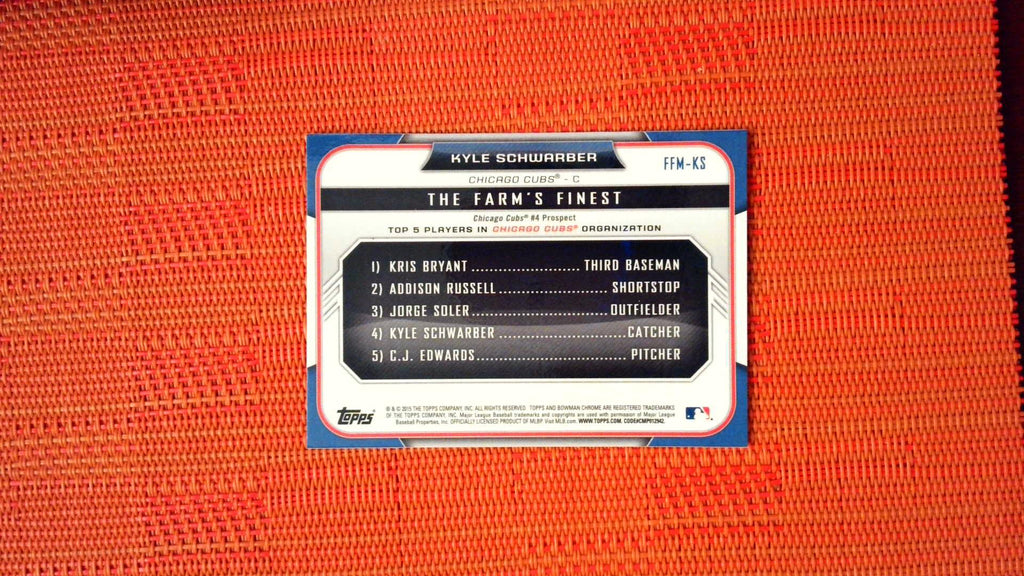 KYLE SCHWARBER
FFM-KS
CHICAGO CUBS® - C
THE FARM'S FINEST
Chicago Cubs® #4 Prospect
TOP 5 PLAYERS IN CHICAGO CUBS® ORGANIZATION
1) KRIS BRYANT........................ THIRD BASEMAN
2) ADDISON RUSSELL........................ SHORTSTOP
3) JORGE SOLER....................................OUTFIELDER
4) KYLE SCHWARBER.............................CATCHER
5) C.J. EDWARDS................................. PITCHER
Topps®
® & © 2015 THE TOPPS COMPANY, INC. ALL RIGHTS RESERVED. TOPPS AND BOWMAN CHROME ARE REGISTERED TRADEMARKS
OF THE TOPPS COMPANY, INC. Major League Baseball trademarks and copyrights are used with permission of Major League
Baseball Properties, Inc. OFFICIALLY LICENSED PRODUCT OF MLBP Visit MLB.com. WWW.TOPPS.COM. CODE#CMP012942.